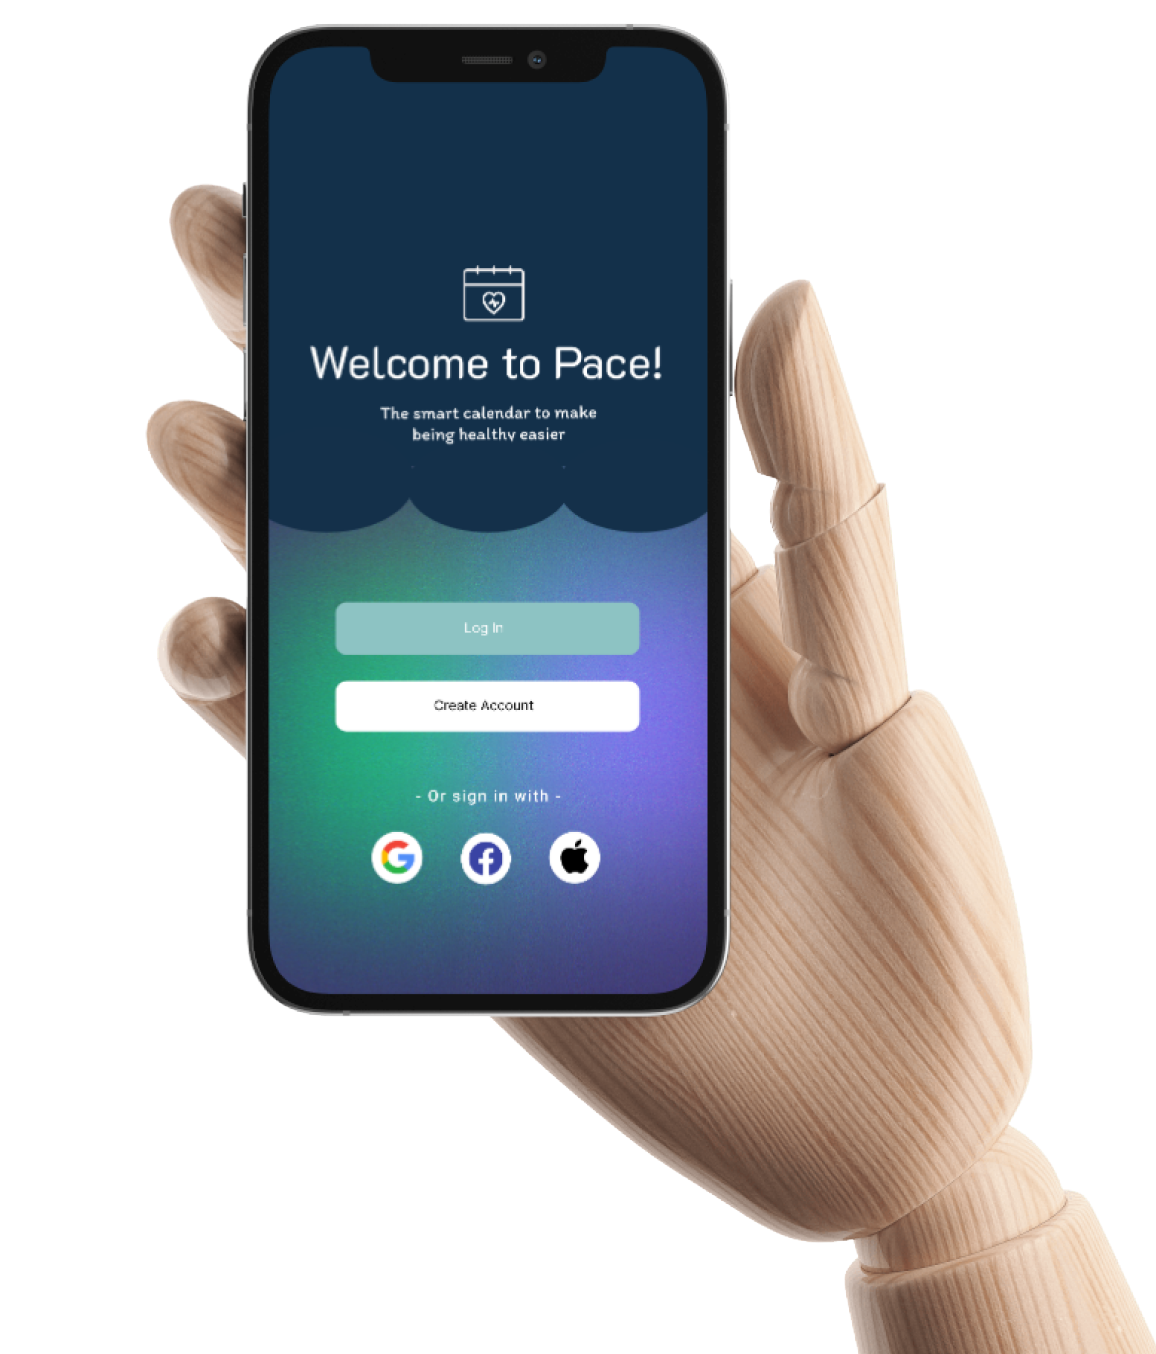 Welcome to Pace!
The smart calendar to make
being healthy easier
Log In
Create Account
- Or sign in with -